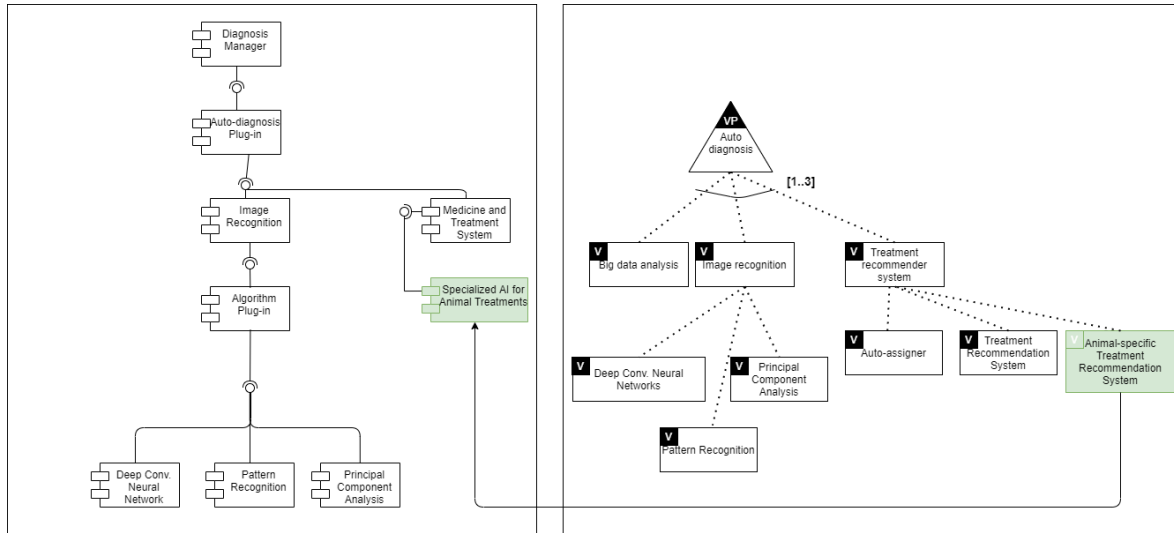 Diagnosis
Manager
Auto-diagnosis
Plug-in
Image
Recognition
Medicine and
Treatment
System
Algorithm
Plug-in
Specialized AI for
Animal Treatments
Deep Conv.
Neural
Network
Pattern
Recognition
Principal
Component
Analysis
VP
Auto
diagnosis
[1..3]
V
Big data analysis
V
Image recognition
V
Treatment
recommender
system
V
Auto-assigner
V
Treatment
Recommendation
System
V
Animal-specific
Treatment
Recommendation
System
V
Deep Conv. Neural
Networks
V
Principal
Component
Analysis
V
Pattern Recognition